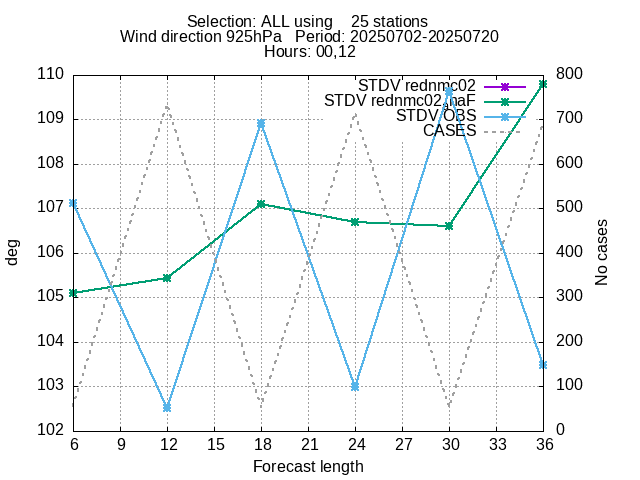 Selection: ALL using    25 stations
Wind direction 925hPa   Period: 20250702-20250720
Hours: 00,12
110
109
108
107
106
105
104
103
102
deg
800
700
600
500
400
300
200
100
0
No cases
STDV rednmc02
STDV rednmc02_haF
STDV OBS
CASES
6 9 12 15 18 21 24 27 30 33 36
Forecast length